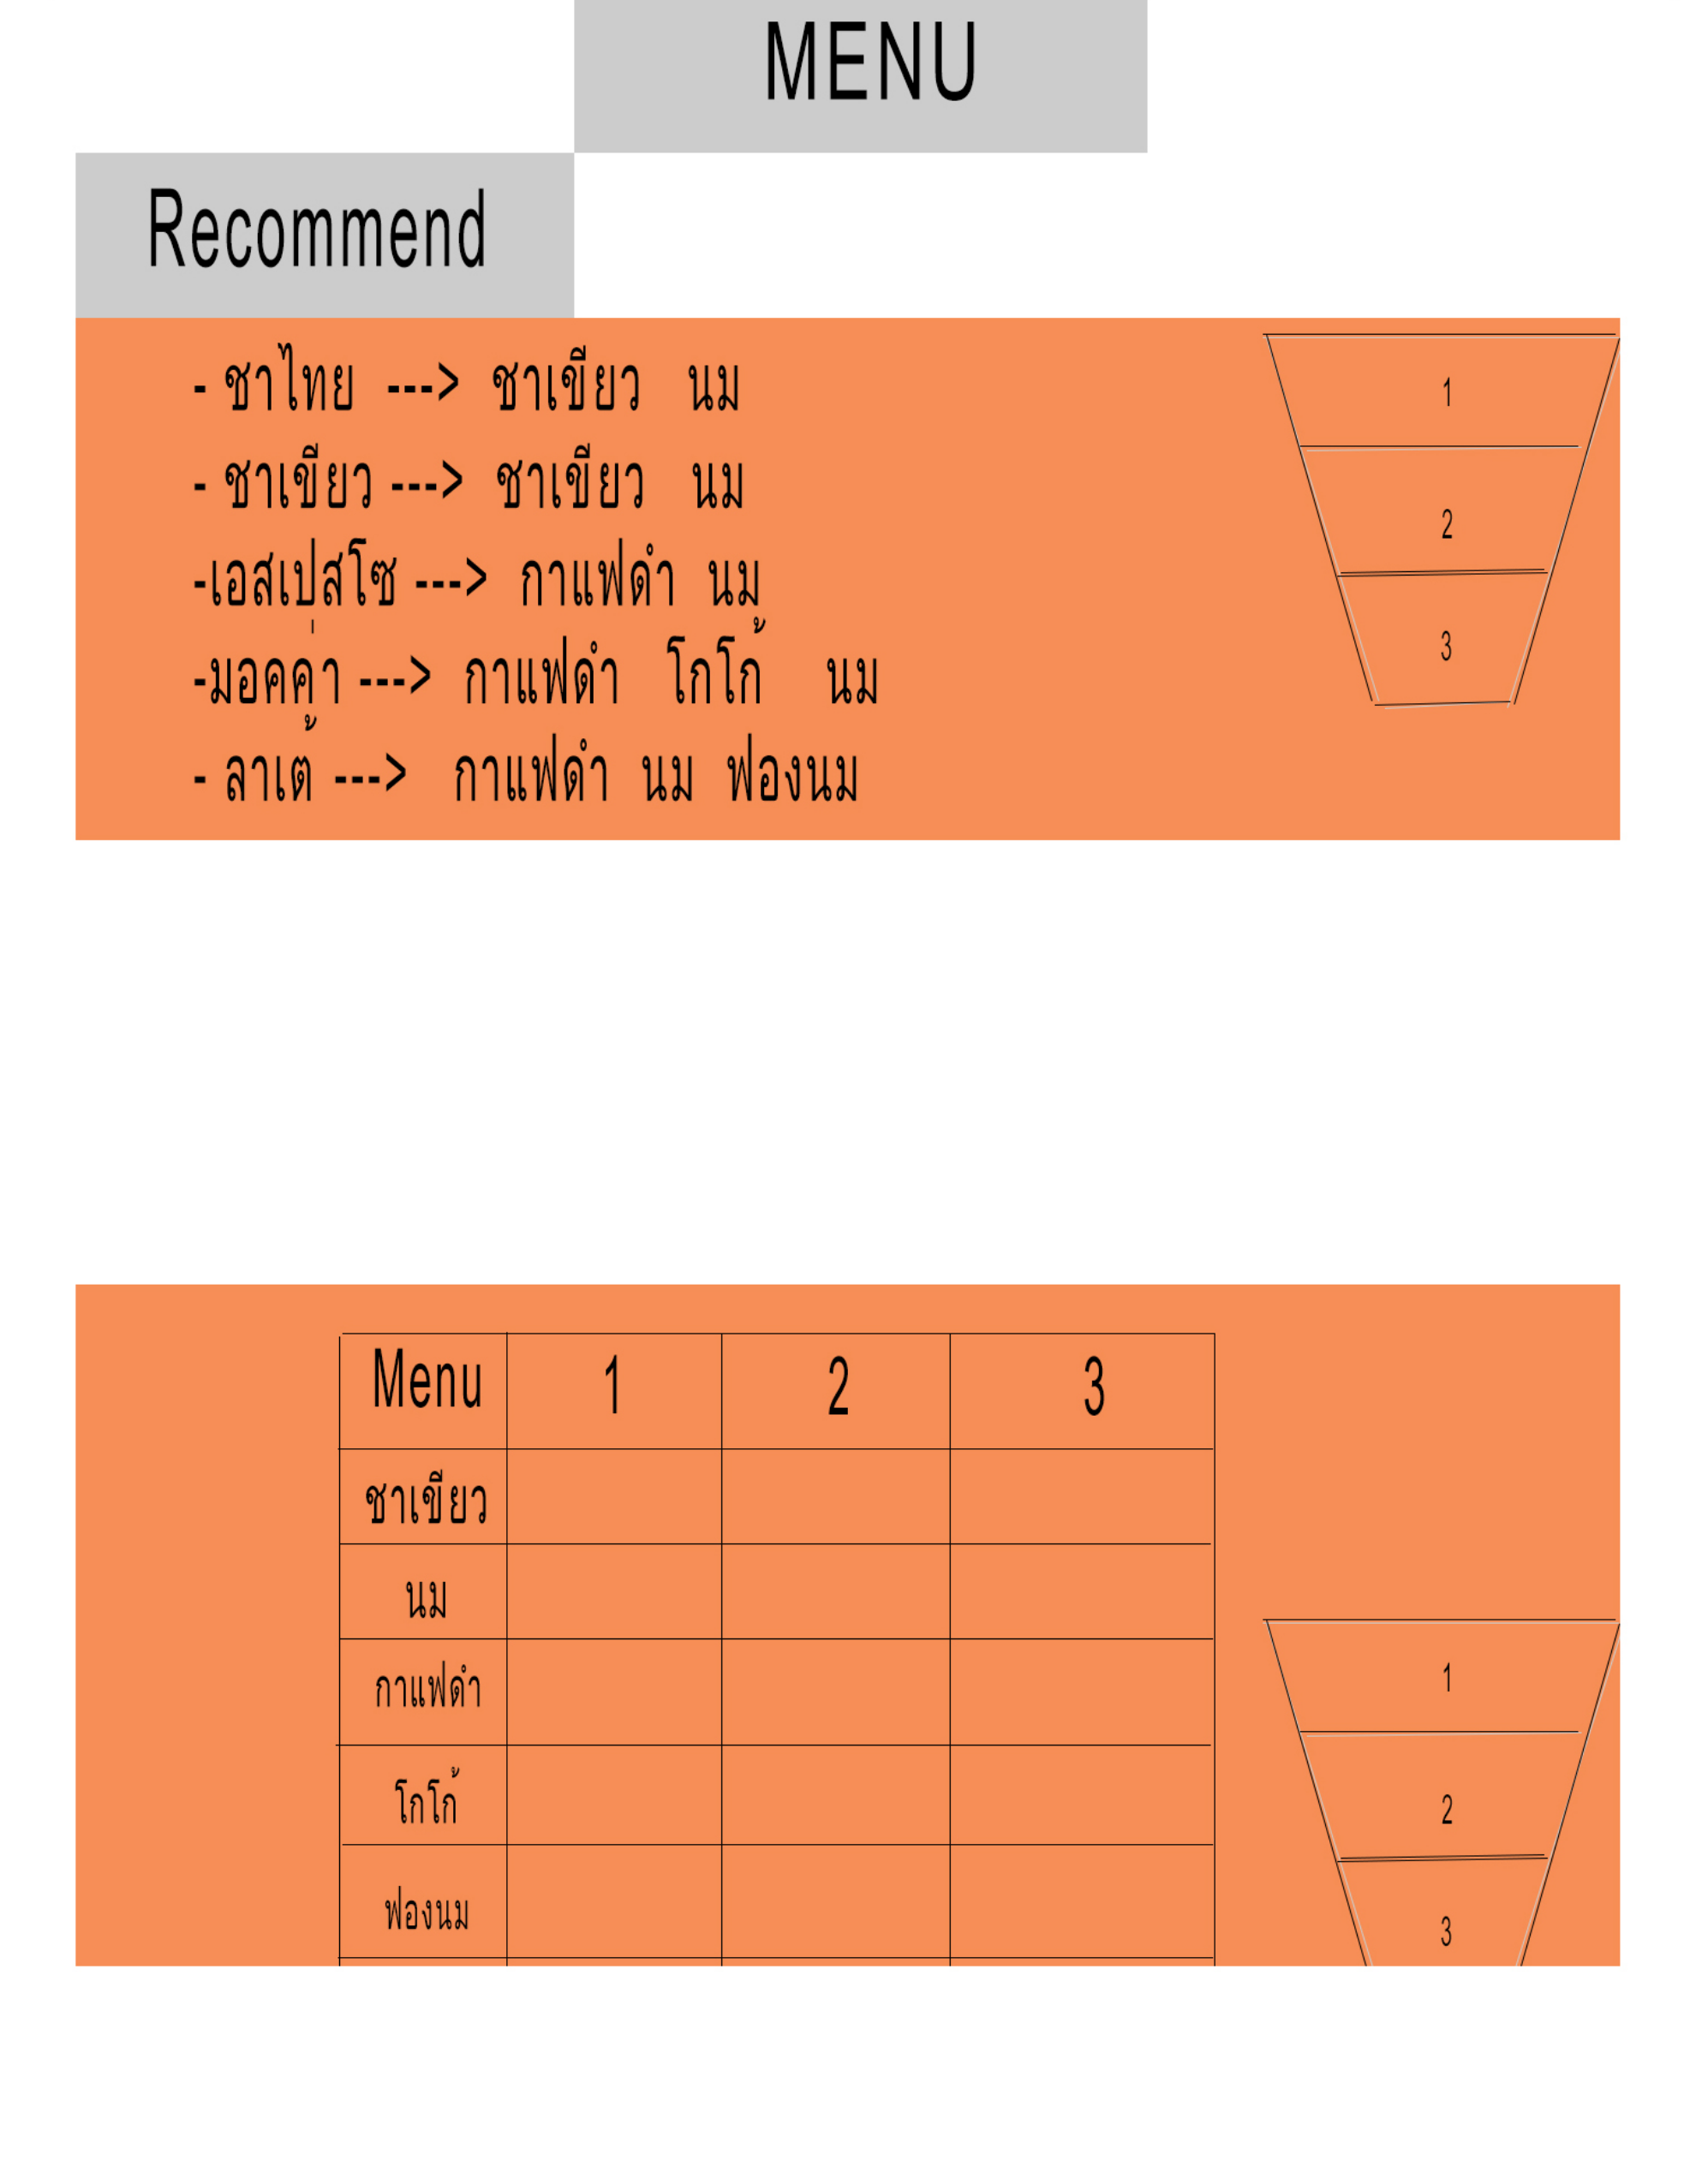 MENU
Recommend
- ชาไทย ---> ชาเขียว นม
1
- ชาเขียว ---> ชาเขียว นม
2
-เอสเปสโซ ---> กาแฟดำ นม
3
-มอคค่า ---> กาแฟดำ โกโก้ นม
- ลาเต้ ---> กาแฟดำ นม ฟองนม
Menu 1 2 3
ชาเขียว
นม
1
กาแฟดำ
2
โกโก้
3
ฟองนม